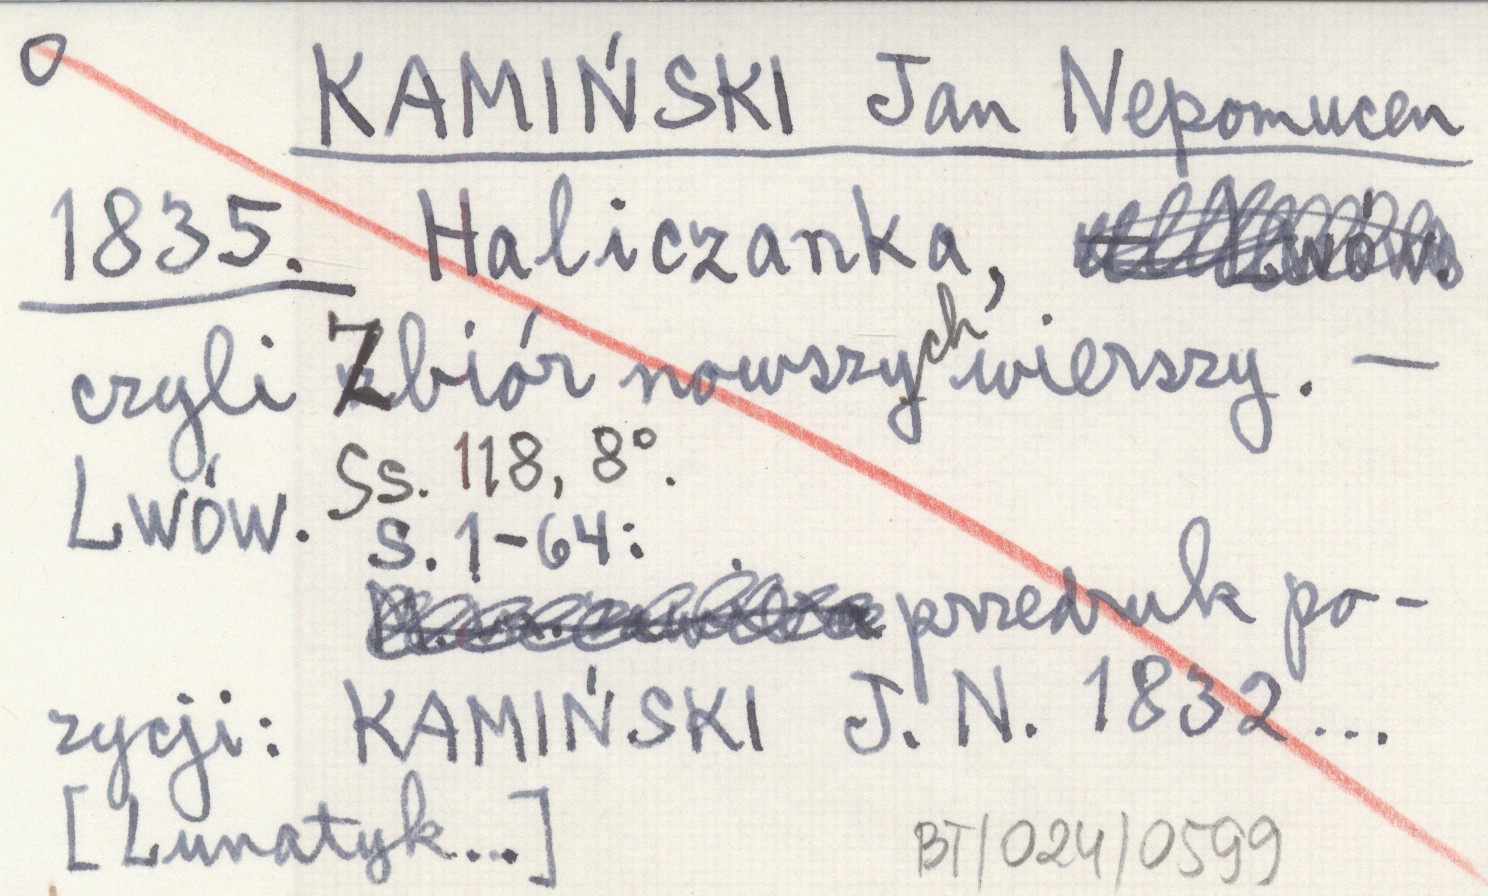 O KAMIŃSKI Jan Nepomucen
1835. Haliczanka, – Lwów.
czyli Zbiór nowszych wierszy. —
Lwów. Ss. 118, 8°.
s. 1-64:
przedruk po-
zycji: KAMIŃSKI J. N. 1832...
[Lunatyk...]
BT/024/0599